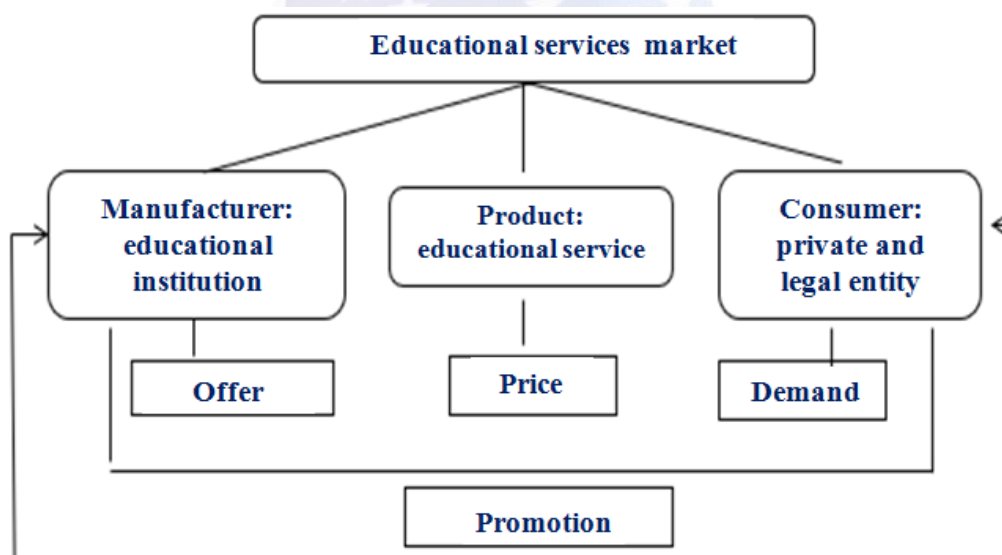 Educational services market
Manufacturer:
educational
institution
Product:
educational service
Consumer:
private and
legal entity
Offer
Price
Demand
Promotion